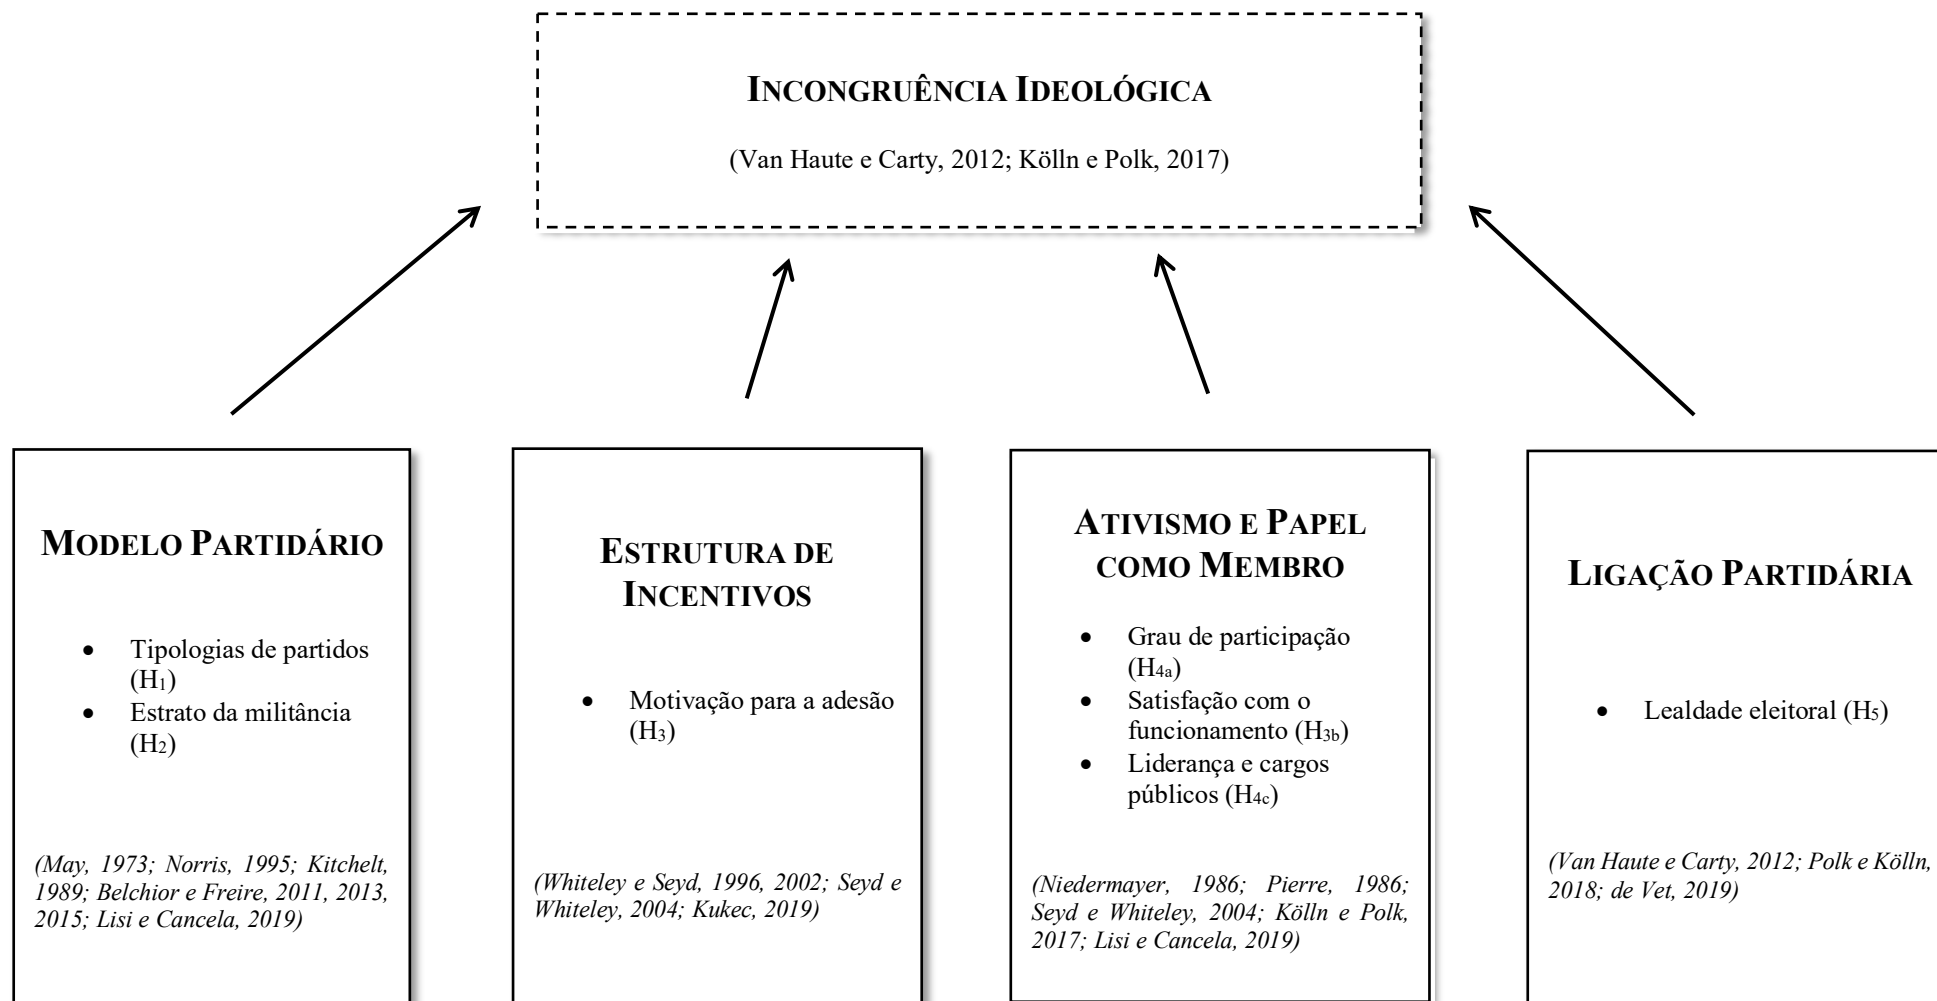 INCONGRUÊNCIA IDEOLÓGICA
(Van Haute e Carty, 2012; Kölln e Polk, 2017)
MODELO PARTIDÁRIO
• Tipologias de partidos
(H1)
• Estrato da militância
(H2)
(May, 1973; Norris, 1995; Kitchelt,
1989; Belchior e Freire, 2011, 2013,
2015; Lisi e Cancela, 2019)
ESTRUTURA DE
INCENTIVOS
• Motivação para a adesão
(H3)
(Whiteley e Seyd, 1996, 2002; Seyd e
Whiteley, 2004; Kukec, 2019)
ATIVISMO E PAPEL
COMO MEMBRO
• Grau de participação
(H4a)
• Satisfação com o
funcionamento (H3b)
• Liderança e cargos
públicos (H4c)
(Niedermayer, 1986; Pierre, 1986;
Seyd e Whiteley, 2004; Kölln e Polk,
2017; Lisi e Cancela, 2019)
LIGAÇÃO PARTIDÁRIA
• Lealdade eleitoral (H5)
(Van Haute e Carty, 2012; Polk e Kölln,
2018; de Vet, 2019)